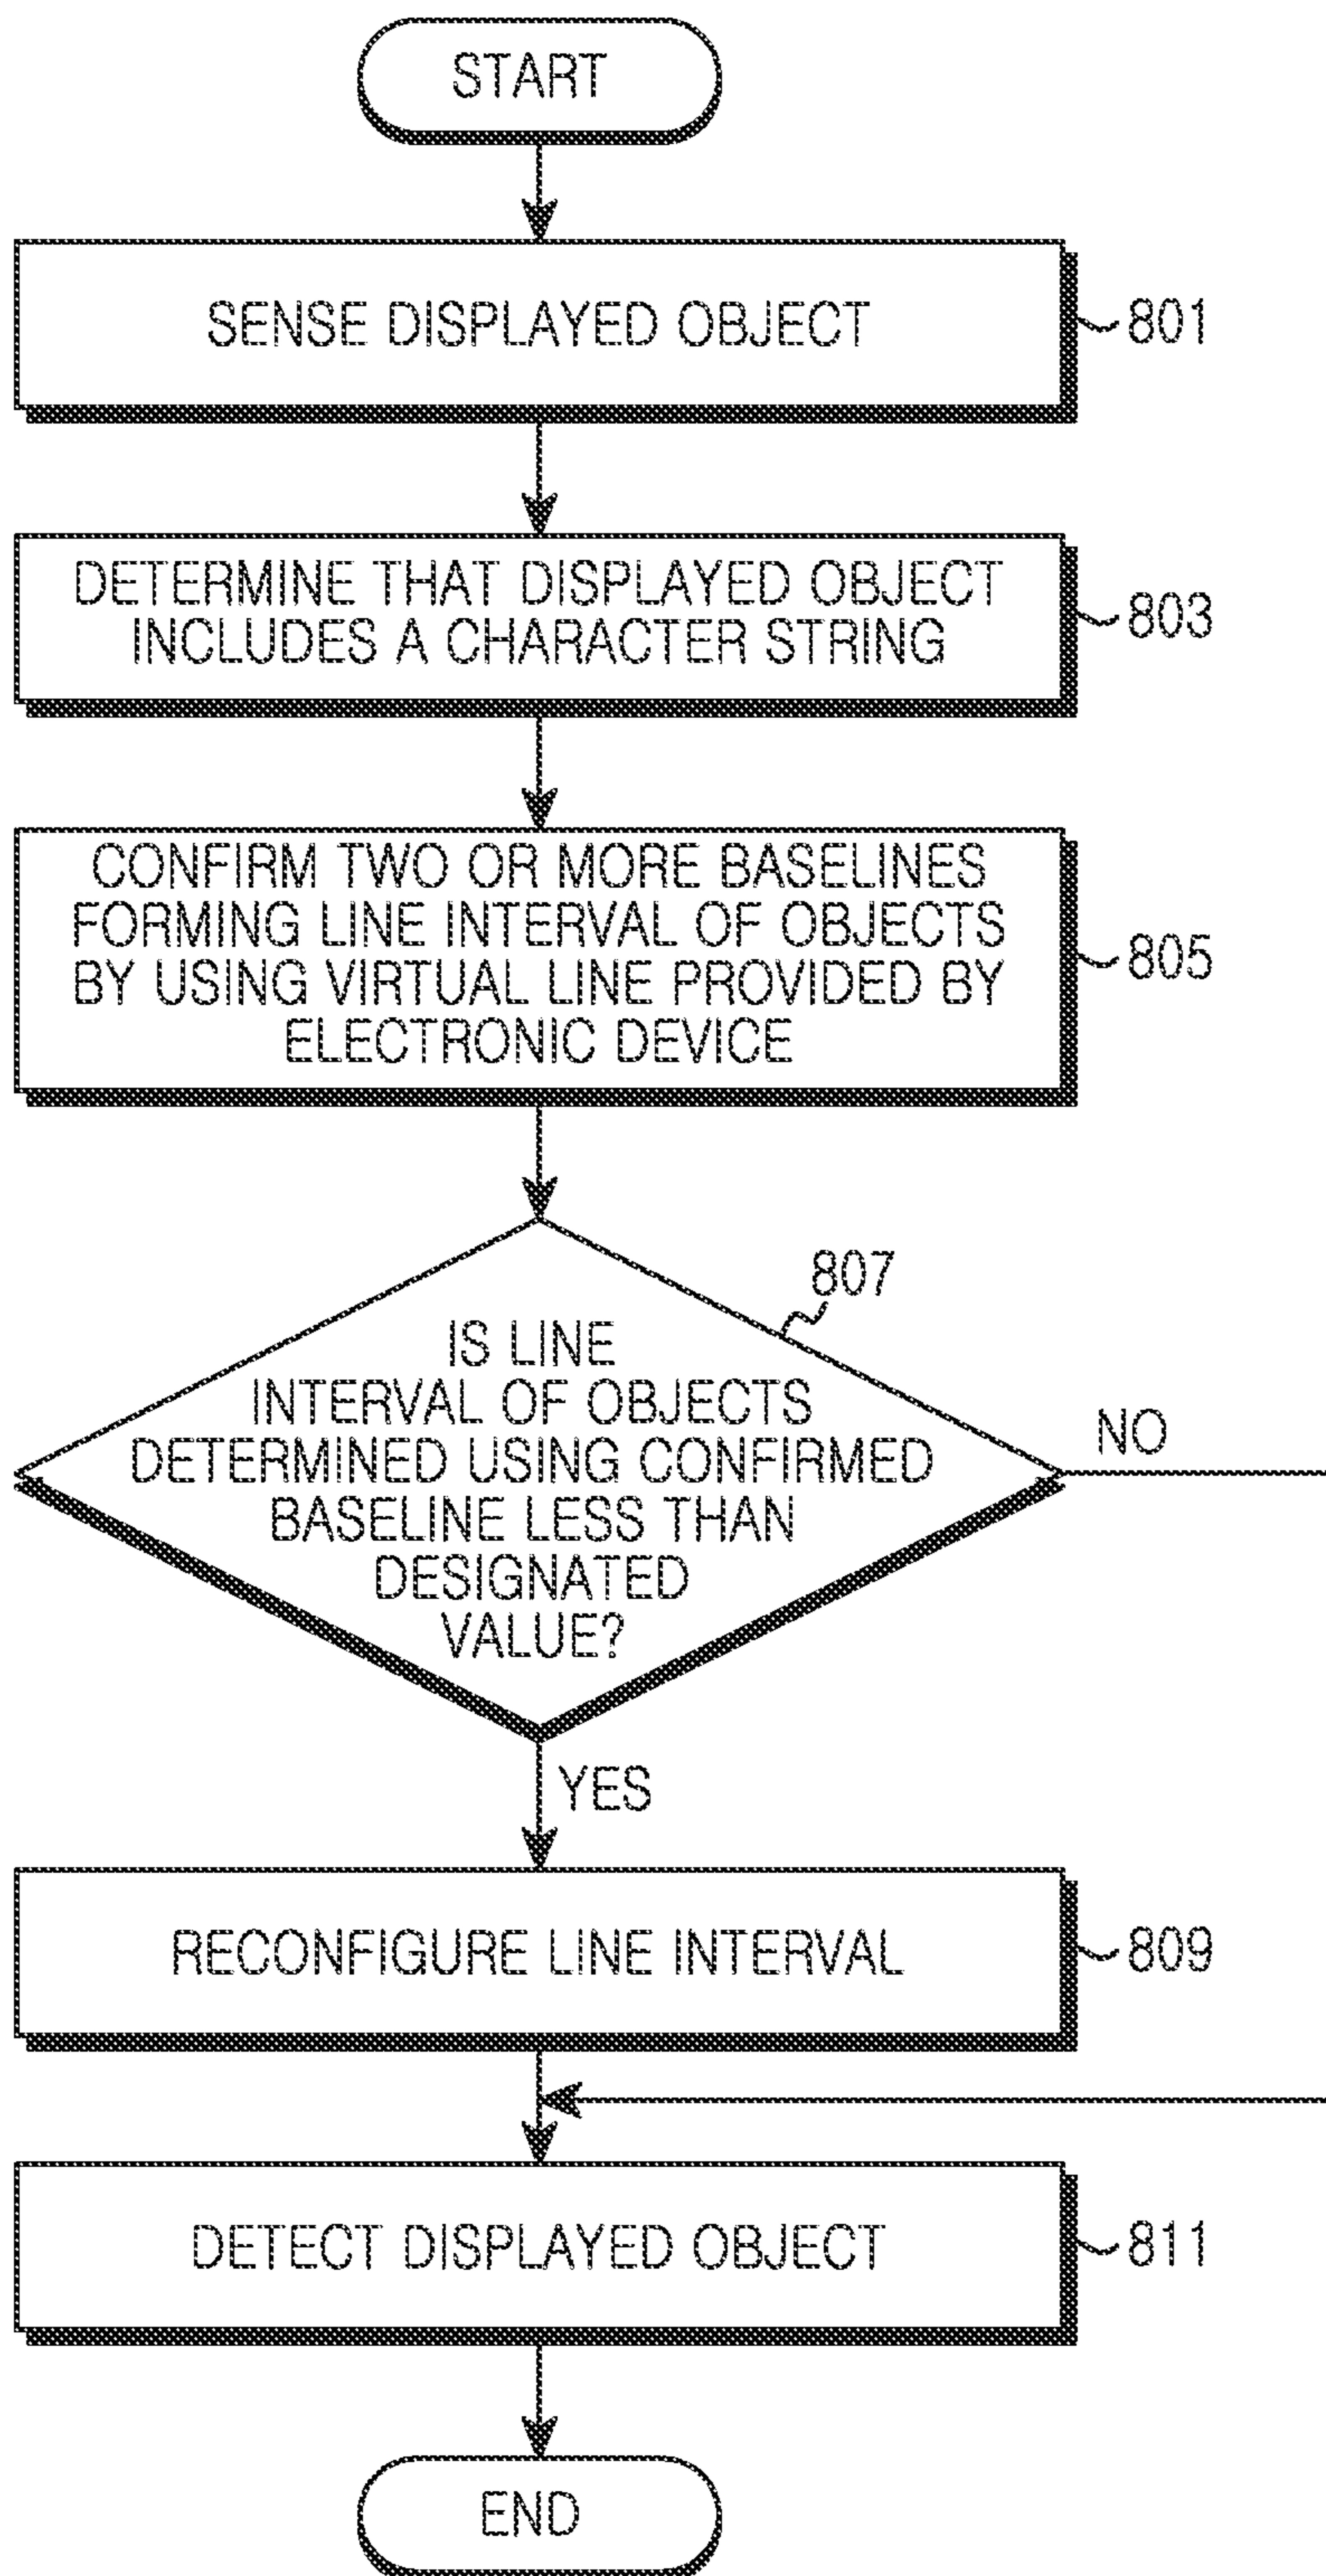 START
SENSE DISPLAYED OBJECT
801
DETERMINE THAT DISPLAYED OBJECT
INCLUDES A CHARACTER STRING
803
CONFIRM TWO OR MORE BASELINES
FORMING LINE INTERVAL OF OBJECTS
BY USING VIRTUAL LINE PROVIDED BY
ELECTRONIC DEVICE
805
807
IS LINE
INTERVAL OF OBJECTS
DETERMINED USING CONFIRMED
BASELINE LESS THAN
DESIGNATED
VALUE?
NO
YES
RECONFIGURE LINE INTERVAL
809
DETECT DISPLAYED OBJECT
811
END